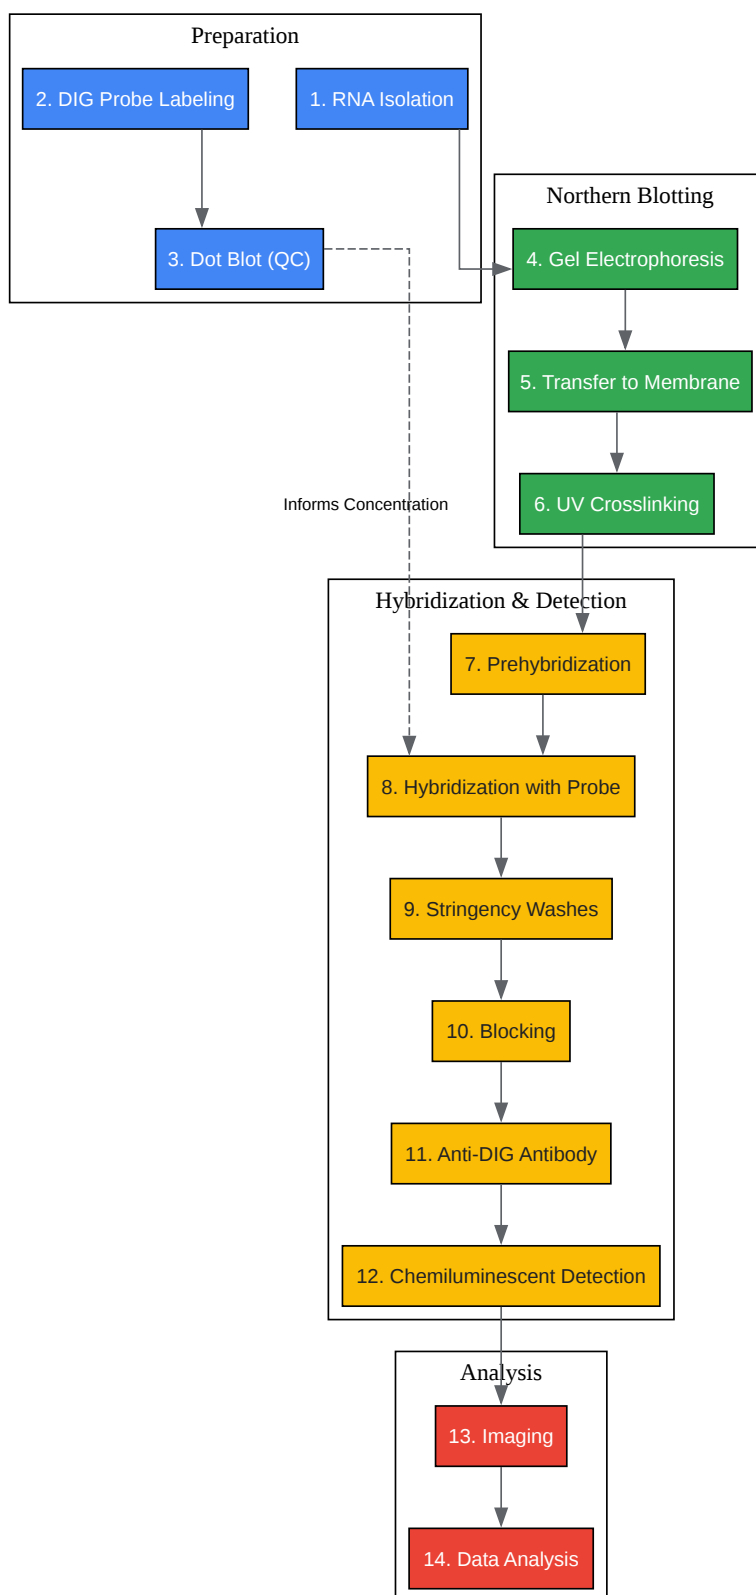 Preparation
2. DIG Probe Labeling
1. RNA Isolation
3. Dot Blot (QC)
Northern Blotting
4. Gel Electrophoresis
5. Transfer to Membrane
6. UV Crosslinking
Informs Concentration
Hybridization & Detection
7. Prehybridization
8. Hybridization with Probe
9. Stringency Washes
10. Blocking
11. Anti-DIG Antibody
12. Chemiluminescent Detection
Analysis
13. Imaging
14. Data Analysis